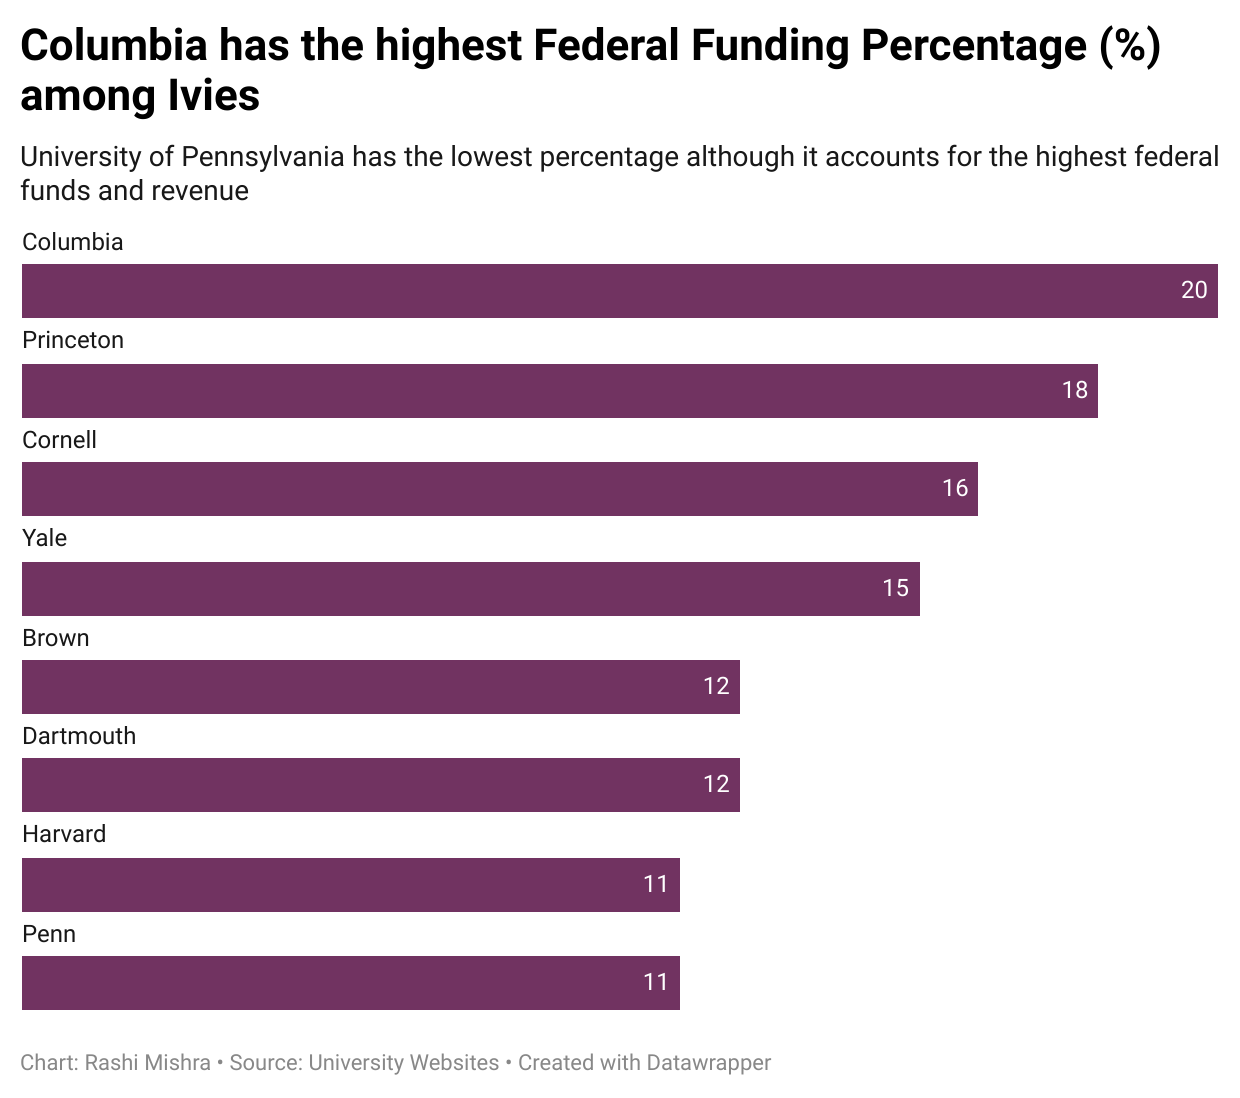 Columbia has the highest Federal Funding Percentage (%)
among Ivies
University of Pennsylvania has the lowest percentage although it accounts for the highest federal
funds and revenue
Columbia
20
Princeton
18
Cornell
16
Yale
15
Brown
12
Dartmouth
12
Harvard
11
Penn
11
Chart: Rashi Mishra • Source: University Websites • Created with Datawrapper